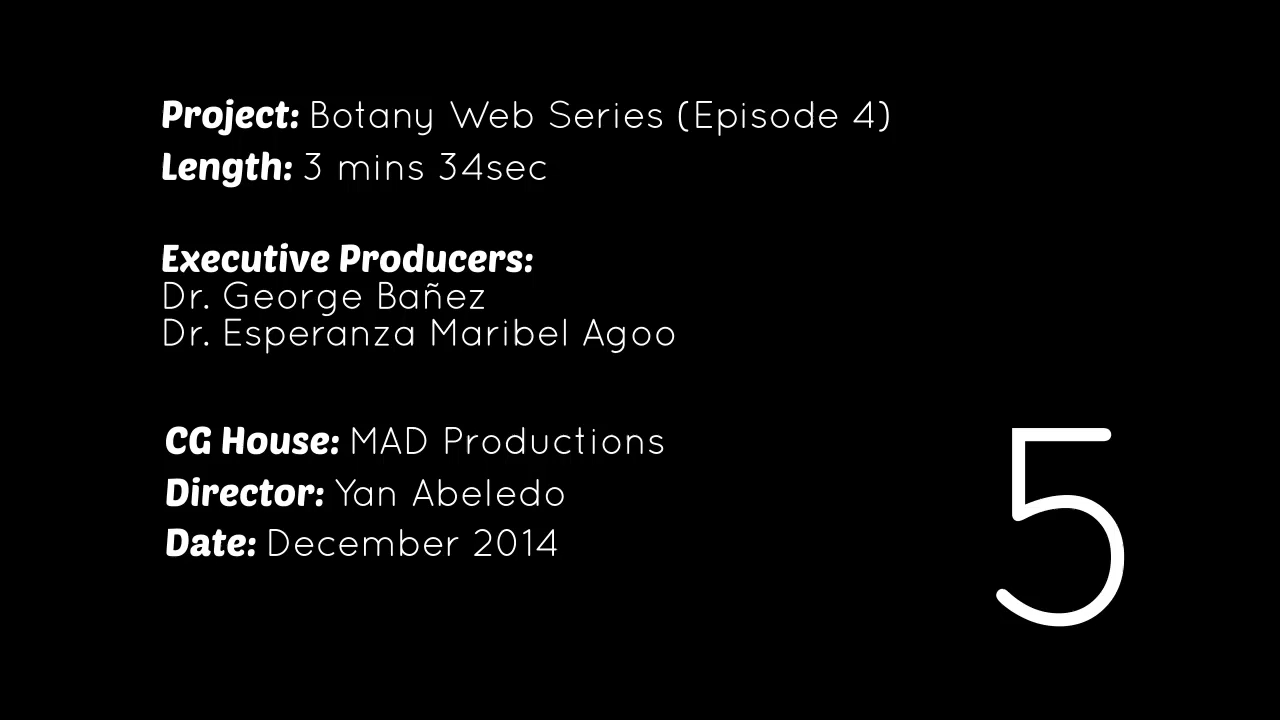 Project: Botany Web Series (Episode 4)
Length: 3 mins 34sec
Executive Producers:
Dr. George Bañez
Dr. Esperanza Maribel Agoo
CG House: MAD Productions
Director: Yan Abeledo
Date: December 2014
5